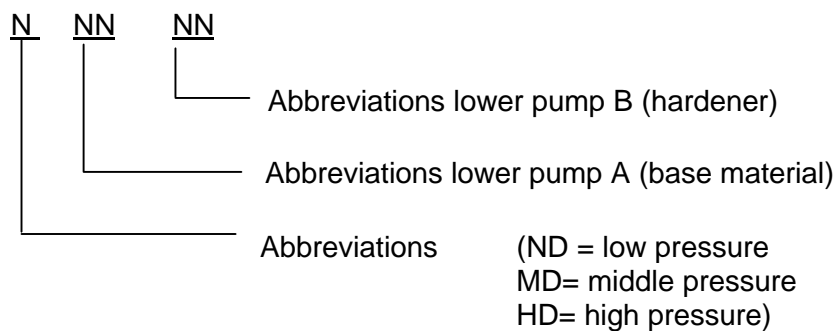 N NN NN
Abbreviations lower pump B (hardener)
Abbreviations lower pump A (base material)
Abbreviations (ND = low pressure
MD= middle pressure
HD= high pressure)